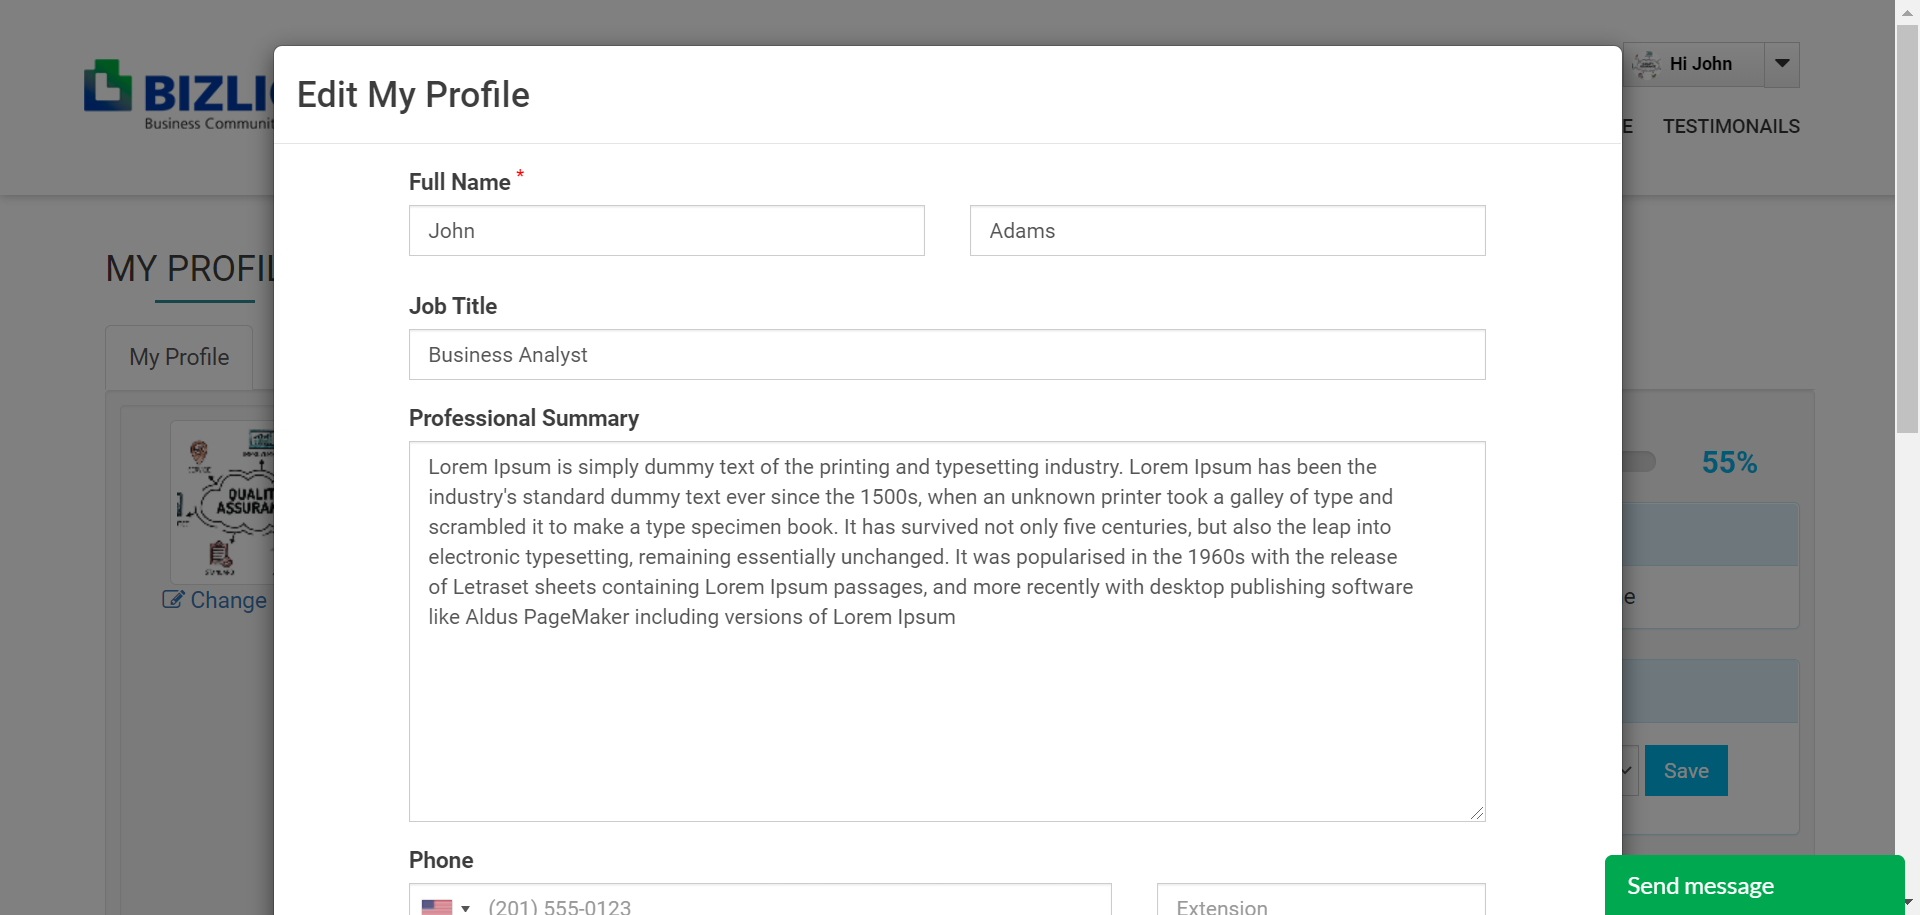 BIZLI
Business Communit
Hi John
E TESTIMONAILS
Edit My Profile
Full Name *
John
Adams
MY PROFIL
Job Title
Business Analyst
My Profile
Professional Summary
Lorem Ipsum is simply dummy text of the printing and typesetting industry. Lorem Ipsum has been the
industry's standard dummy text ever since the 1500s, when an unknown printer took a galley of type and
scrambled it to make a type specimen book. It has survived not only five centuries, but also the leap into
electronic typesetting, remaining essentially unchanged. It was popularised in the 1960s with the release
of Letraset sheets containing Lorem Ipsum passages, and more recently with desktop publishing software
like Aldus PageMaker including versions of Lorem Ipsum
55%
QUALIT
ASSURAN
Change
e
Save
Phone
(201) 555-0123
Extension
Send message